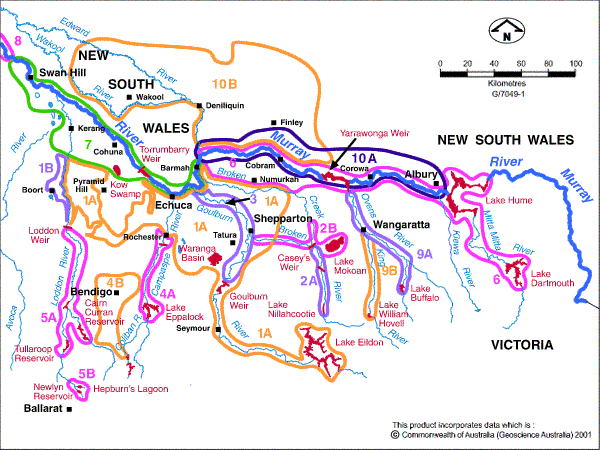 8
Edward
Wakool
River
NEW
SOUTH
WALES
10 B
N
0 20 40 60 80 100
Kilometres
G/7049-1
Swan Hill
Wakool
Deniliquin
River
Finley
Murray
Yarrawonga Weir
NEW SOUTH WALES
Kerang
7
Cohuna
Torrumbarry
Weir
Barmah
6
Cobram
10 A
Corowa
Albury
River
Murray
1B
Boort
Pyramid
Hill
1A
Kow
Swamp
Echuca
Broken
Numurkah
3
1A
Lake Hume
Goulburn
Shepparton
Creek
Ovens
Wangaratta
Kiewa
Mitta Mitta
River
Loddon
Weir
Rochester
River
1A
Tatura
Waranga
Basin
Broken
2B
Casey's
Weir
Lake
Mokoan
River
9A
King
9B
6
Lake
Dartmouth
Loddon River
Bendigo
4B
Campaspe
4A
Goulburn
Weir
2A
Lake
Nillahcootie
Lake
Buffalo
Avoca
5A
Cairn
Curran
Reservoir
Coliban R
Lake
Eppalock
Seymour
River
1A
Lake
William
Hovell
Lake Eildon
VICTORIA
Tullaroop
Reservoir
5B
Newlyn
Reservoir
Hepburn's Lagoon
Ballarat
This product incorporates data which is :
© Commonwealth of Australia (Geoscience Australia) 2001